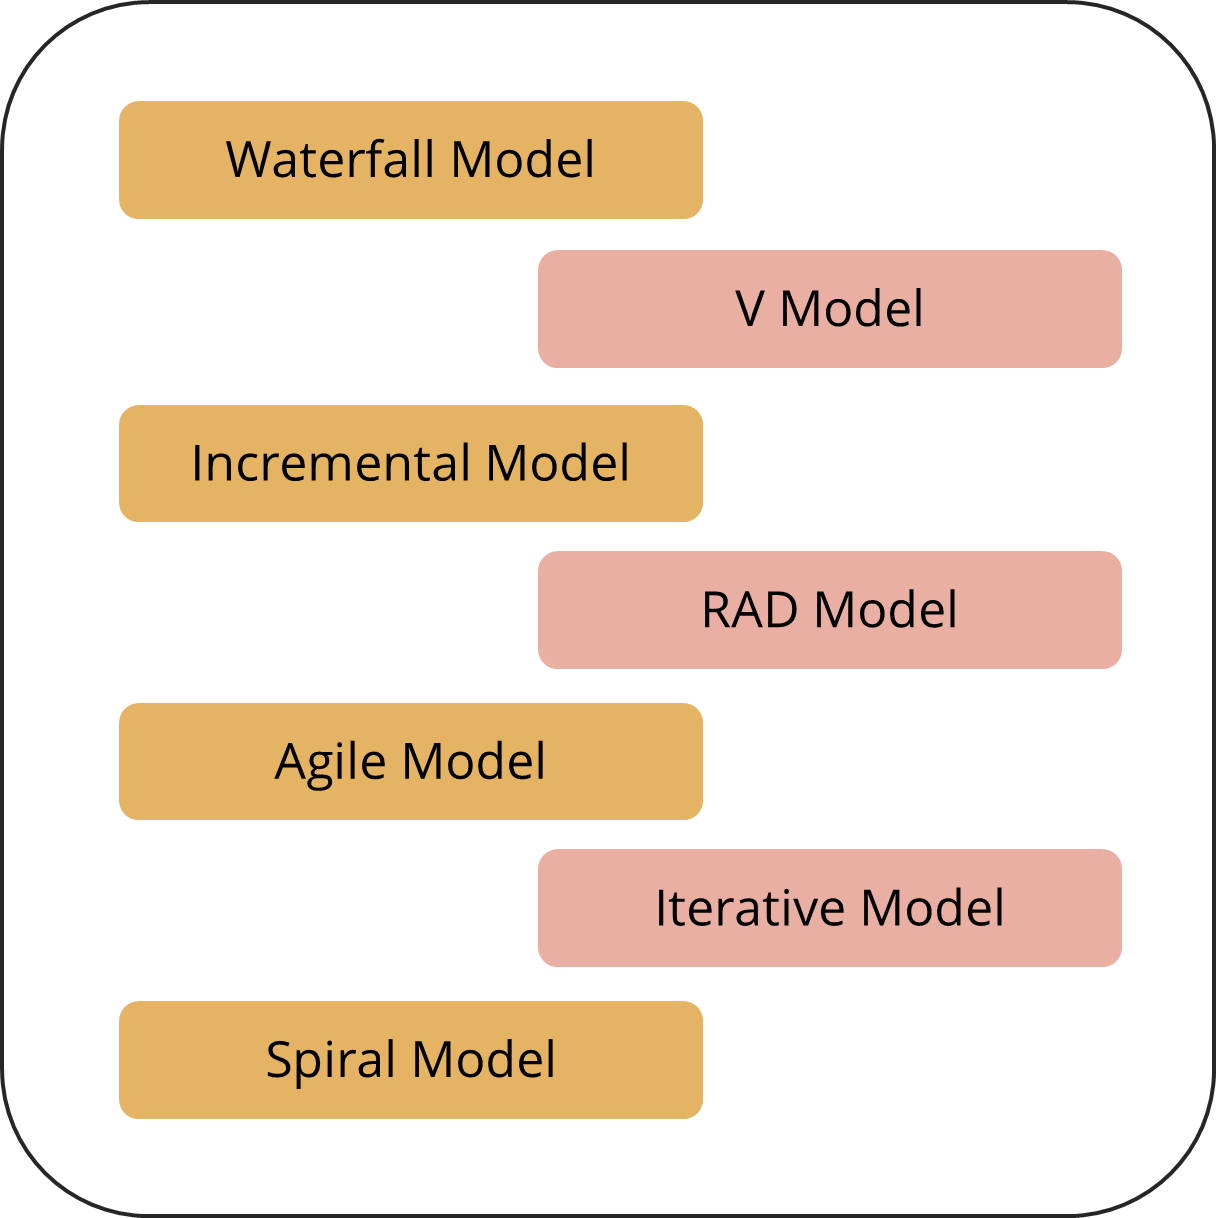 Waterfall Model
V Model
Incremental Model
RAD Model
Agile Model
Iterative Model
Spiral Model